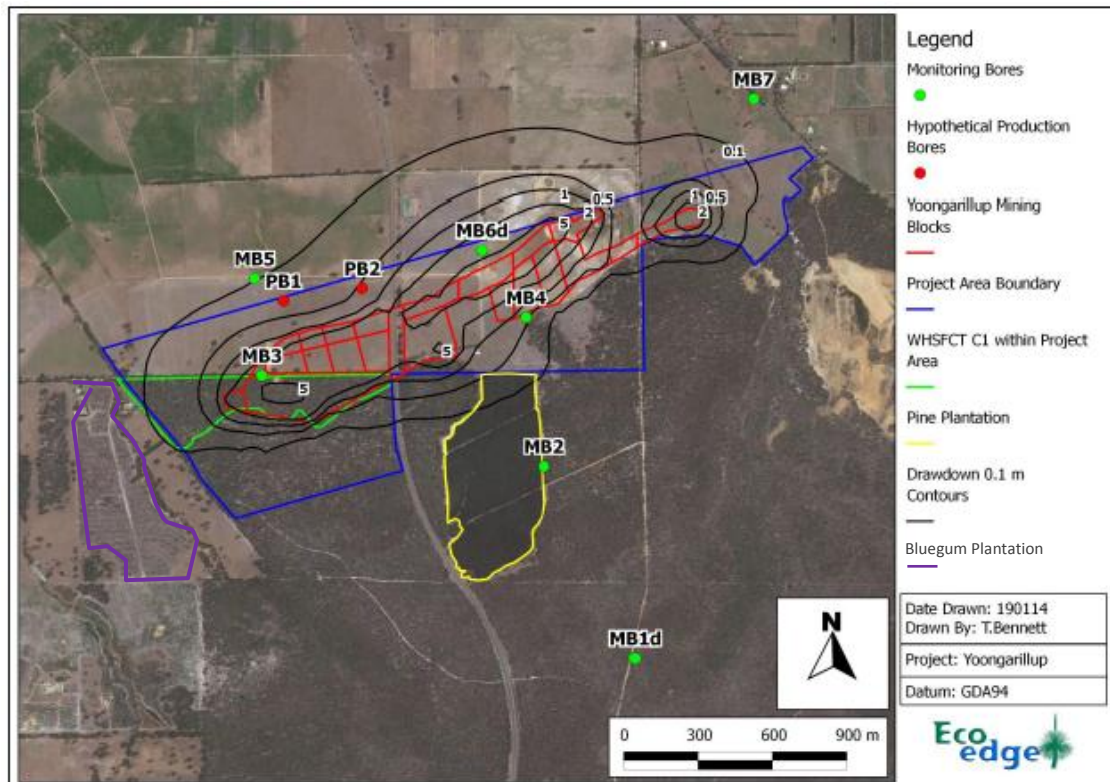 MB7
0.1
1
0.5
2
5
1
0.5
2
MB6d
MB5
PB1
PB2
MB4
5
MB3
5
MB2
MB1d
N
0 300 600 900 m
Legend
Monitoring Bores
Hypothetical Production
Bores
Yoongarillup Mining
Blocks
Project Area Boundary
WHSFCT C1 within Project
Area
Pine Plantation
Drawdown 0.1 m
Contours
Bluegum Plantation
Date Drawn: 190114
Drawn By: T.Bennett
Project: Yoongarillup
Datum: GDA94
Eco
edge